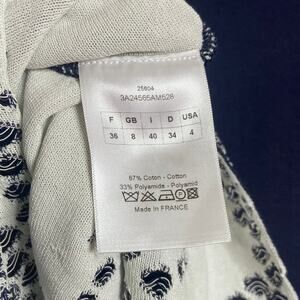 25604
3A24565AM528
F GB I D USA
36 8 40 34 4
67% Coton - Cotton
33% Polyamide - Polyamid
Made in FRANCE